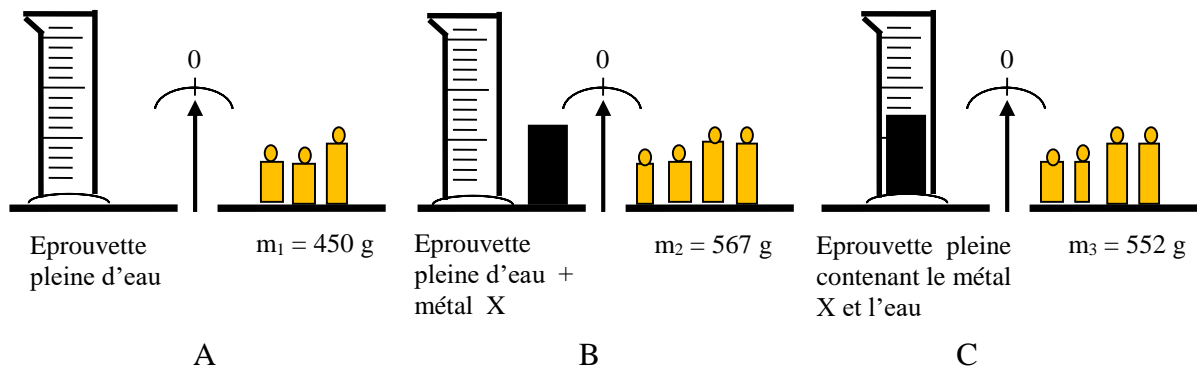 0
0
0
Eprouvette
pleine d'eau
m₁ = 450 g
Eprouvette
pleine d'eau +
métal X
m₂ = 567 g
Eprouvette pleine
contenant le métal
X et l'eau
m₃ = 552 g
A
B
C